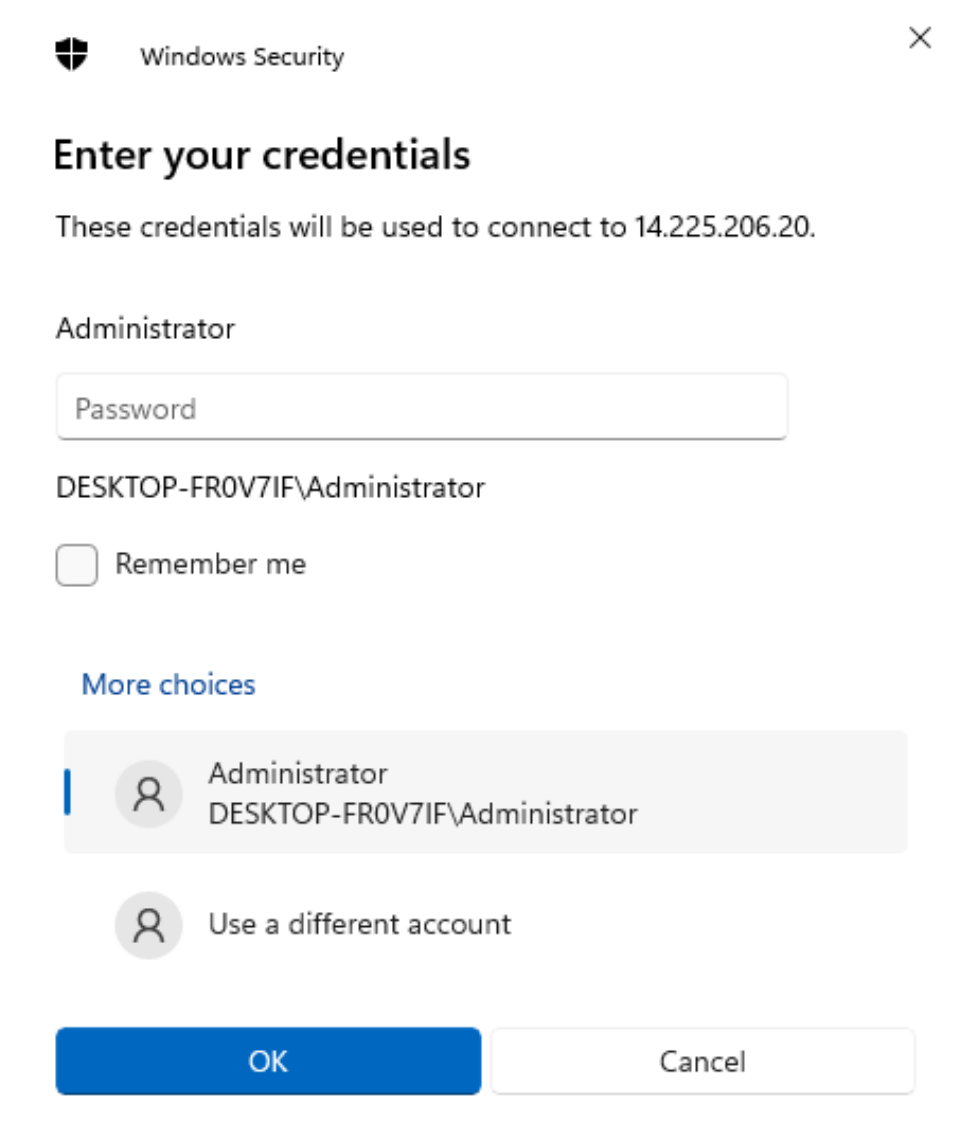 Windows Security
Enter your credentials
These credentials will be used to connect to 14.225.206.20.
Administrator
Password
DESKTOP-FR0V7IF\Administrator
Remember me
More choices
Administrator
DESKTOP-FR0V7IF\Administrator
Use a different account
OK
Cancel